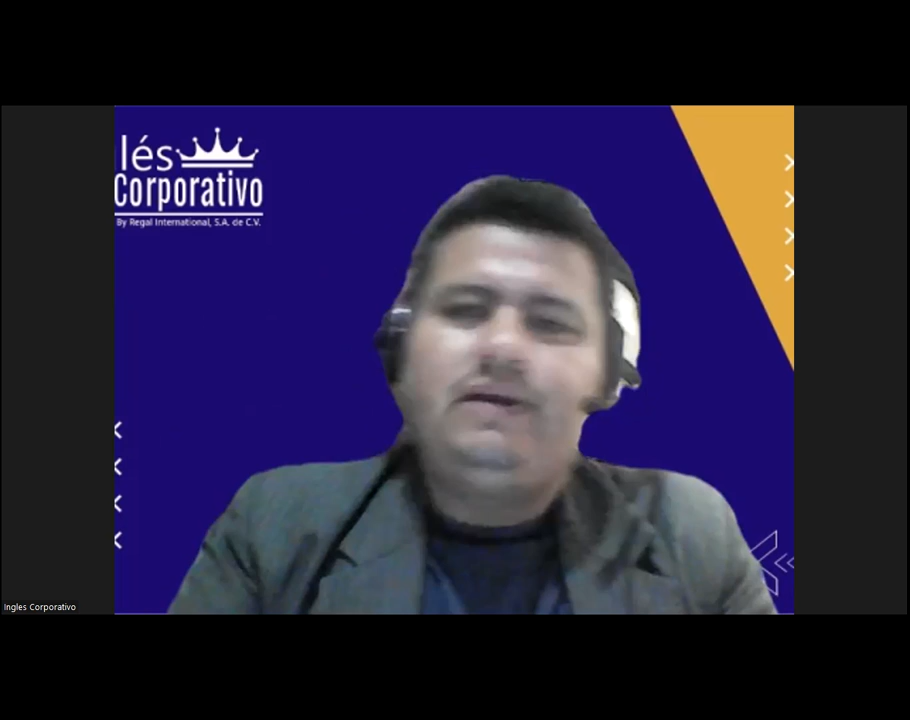 lés
Corporativo
By Regal International, S.A. de C.V.
Ingles Corporativo